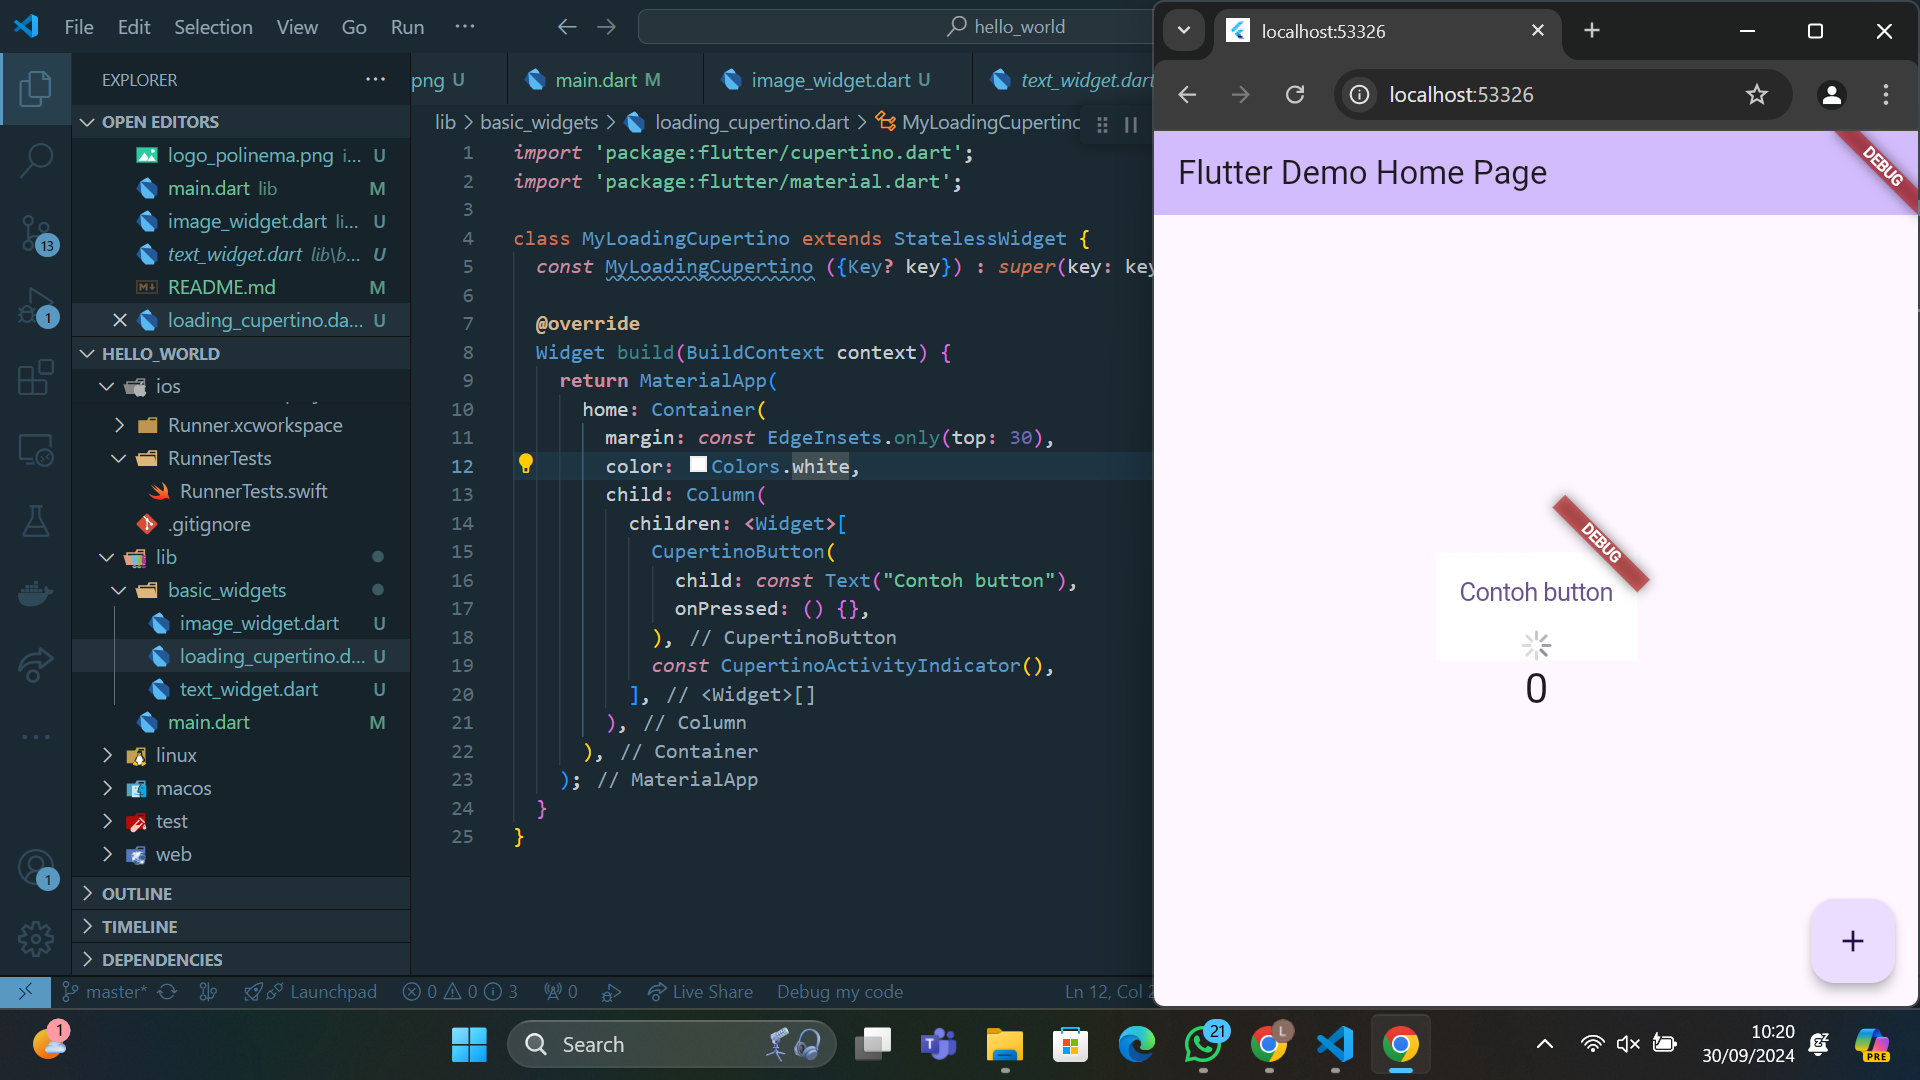 File Edit Selection View Go Run ···
hello_world
EXPLORER ···
OPEN EDITORS
logo_polinema.png i... U
main.dart lib M
image_widget.dart li... U
text_widget.dart lib\b... U
README.md M
loading_cupertino.da... U
HELLO_WORLD
ios
Runner.xcworkspace
RunnerTests
RunnerTests.swift
.gitignore
lib
basic_widgets
image_widget.dart U
loading_cupertino.d... U
text_widget.dart U
main.dart M
linux
macos
test
web
OUTLINE
TIMELINE
DEPENDENCIES
13
1
1
png U main.dart M image_widget.dart U text_widget.dart
lib > basic_widgets > loading_cupertino.dart > MyLoadingCupertino
1 import 'package:flutter/cupertino.dart';
2 import 'package:flutter/material.dart';
3
4 class MyLoadingCupertino extends StatelessWidget {
5 const MyLoadingCupertino ({Key? key}) : super(key: key
6
7 @override
8 Widget build(BuildContext context) {
9 return MaterialApp(
10 home: Container(
11 margin: const EdgeInsets.only(top: 30),
12 color: Colors.white,
13 child: Column(
14 children: <Widget>[
15 CupertinoButton(
16 child: const Text("Contoh button"),
17 onPressed: () {},
18 ), // CupertinoButton
19 const CupertinoActivityIndicator(),
20 ], // <Widget>[]
21 ), // Column
22 ), // Container
23 ); // MaterialApp
24 }
25 }
master* Launchpad 0 0 3 0 Live Share Debug my code Ln 12, Col 2
localhost:53326
localhost:53326
Flutter Demo Home Page
DEBUG
DEBUG
Contoh button
0
+
1
Search
T
21
L
10:20
30/09/2024
PRE